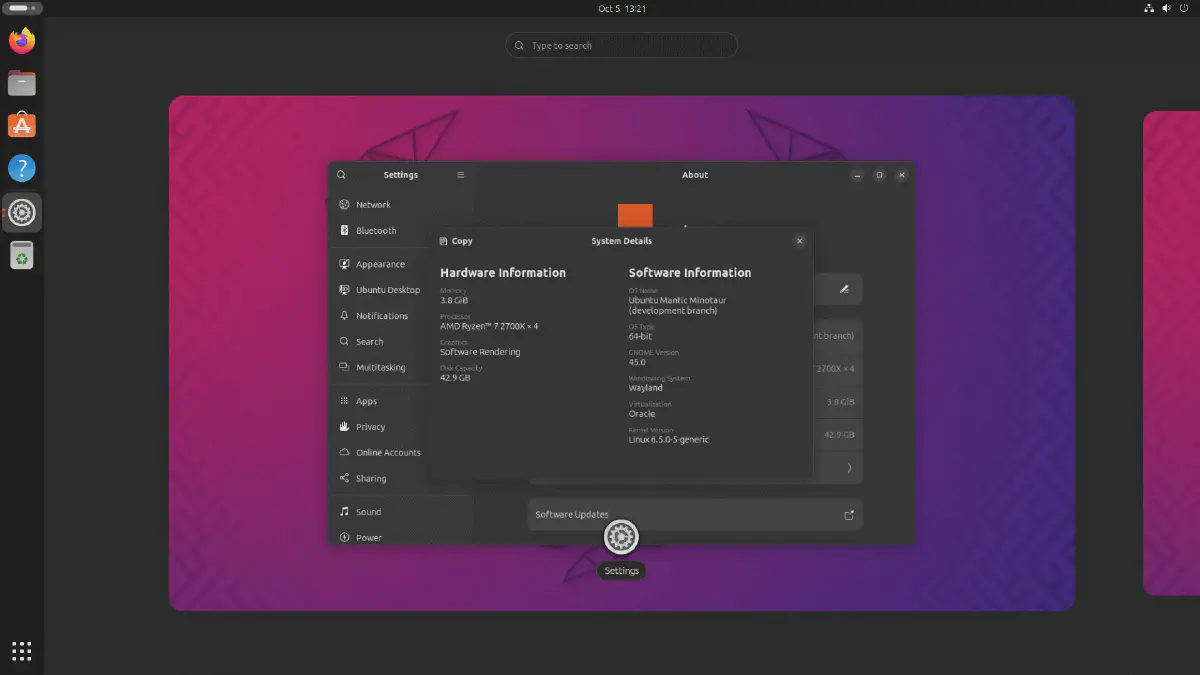 Oct 5 13:21
Type to search
Settings
About
Network
Bluetooth
Appearance
Ubuntu Desktop
Notifications
Search
Multitasking
Apps
Privacy
Online Accounts
Sharing
Sound
Power
Copy
System Details
Hardware Information
Memory
3.8 GiB
Processor
AMD Ryzen™ 7 2700X × 4
Graphics
Software Rendering
Disk Capacity
42.9 GB
Software Information
OS Name
Ubuntu Mantic Minotaur
(development branch)
OS Type
64-bit
GNOME Version
45.0
Windowing System
Wayland
Virtualization
Oracle
Kernel Version
Linux 6.5.0-5-generic
nt branch)
2700X × 4
3.8 GiB
42.9 GB
Software Updates
Settings